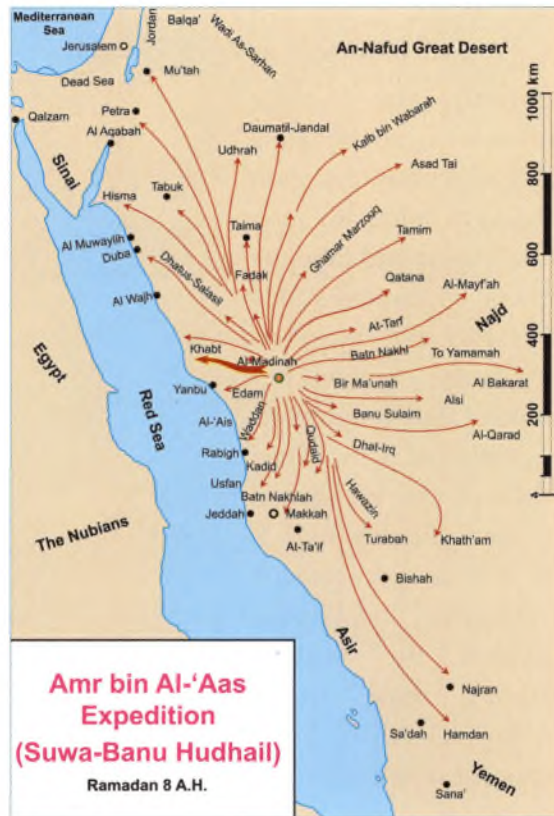 Mediterranean
Sea
Jordan
Balqa'
Wadi As-Sarhan
An-Nafud Great Desert
Jerusalem
Dead Sea
Mu'tah
1000 km
Petra
Qalzam
Al Aqabah
Daumatil-Jandal
Kalb bin Wabarah
Udhrah
Asad Tai
800
Sinai
Hisma
Tabuk
Taima
Ghamar Marzouq
Tamim
Al Muwaylih
Duba
Dhatus-Salasil
Fadak
Qatana
Al-Mayf'ah
600
Al Wajh
Al-Tarf
Najd
Khabt
Al-Madinah
Batn Nakhl
To Yamamah
Egypt
400
Yanbu
Edam
Bir Ma'unah
Al Bakarat
Red Sea
Al-'Ais
Waddan
Banu Sulaim
Alsi
Al-Qarad
200
Rabigh
Kadid
Qudaid
Dhat-Irq
0
Usfan
Batn Nakhlah
Hawazin
The Nubians
Jeddah
Makkah
At-Ta'if
Turabah
Khath'am
Bishah
Asir
Amr bin Al-'Aas
Expedition
(Suwa-Banu Hudhail)
Ramadan 8 A.H.
Najran
Sa'dah
Hamdan
Yemen
Sana'